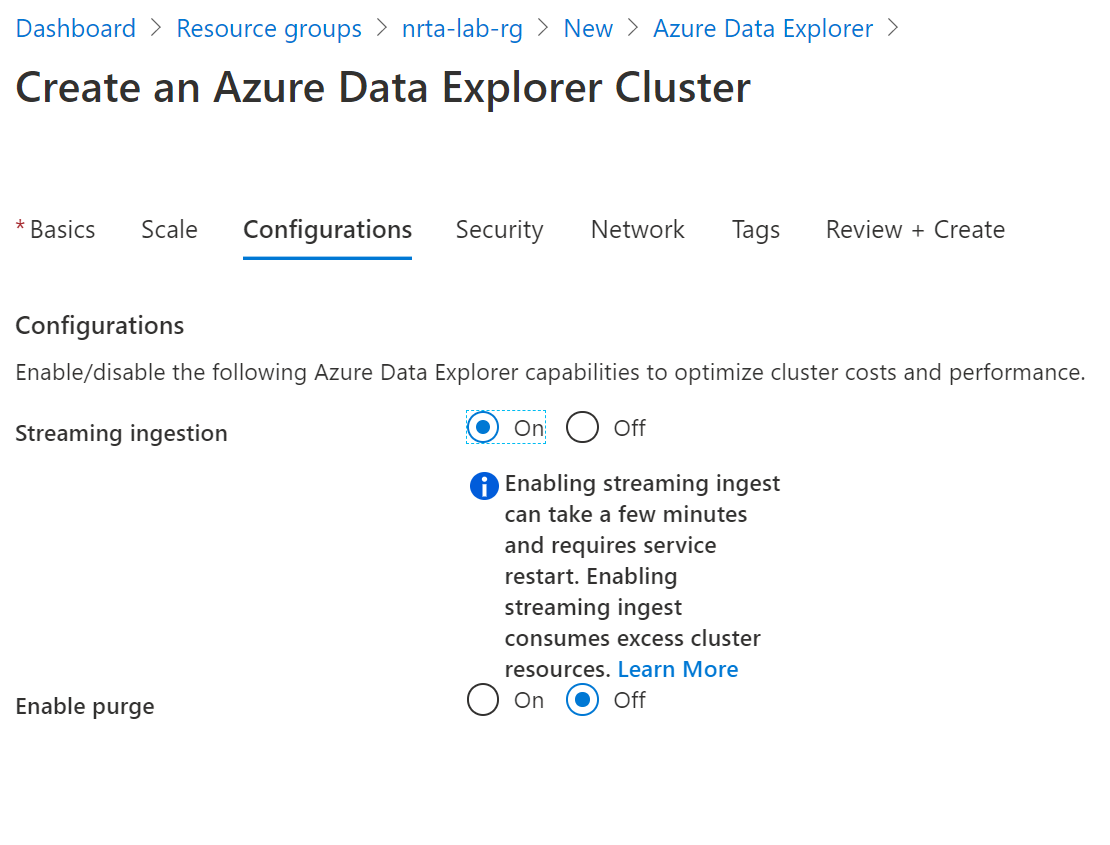 Dashboard > Resource groups > nrta-lab-rg > New > Azure Data Explorer >
Create an Azure Data Explorer Cluster
* Basics Scale Configurations Security Network Tags Review + Create
Configurations
Enable/disable the following Azure Data Explorer capabilities to optimize cluster costs and performance.
Streaming ingestion On Off
Enabling streaming ingest
can take a few minutes
and requires service
restart. Enabling
streaming ingest
consumes excess cluster
resources. Learn More
Enable purge On Off